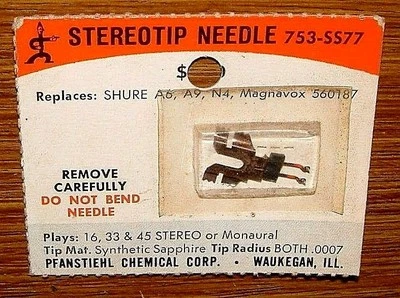 STEREOTIP NEEDLE 753-SS77
$ 0
Replaces: SHURE A6, A9, N4, Magnavox 560187
REMOVE
CAREFULLY
DO NOT BEND
NEEDLE
Plays: 16, 33 & 45 STEREO or Monaural
Tip Mat. Synthetic Sapphire Tip Radius BOTH .0007
PFANSTIEHL CHEMICAL CORP. • WAUKEGAN, ILL.